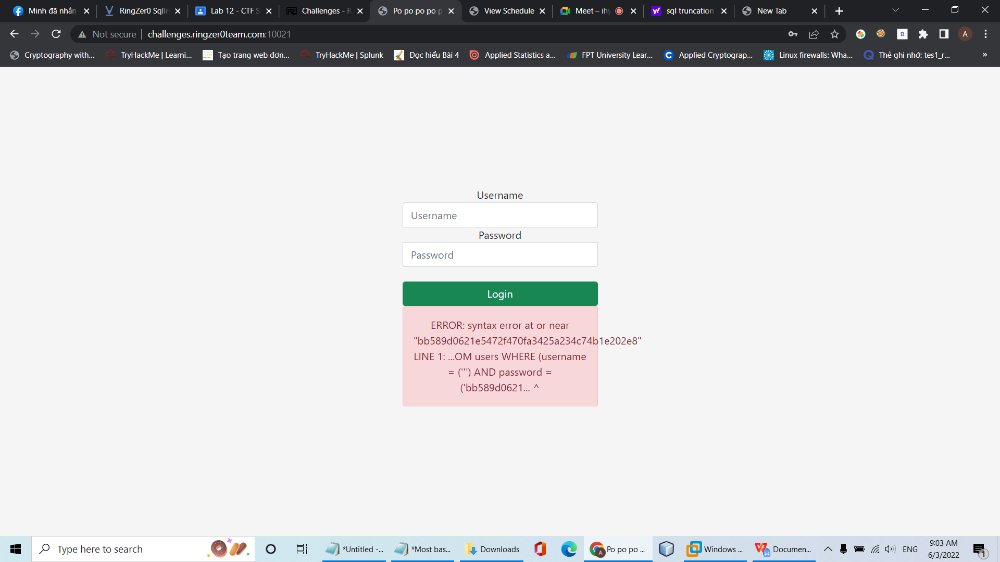 Minh đã nhắn
RingZer0 SqlIn
Lab 12 - CTF S
Challenges - R
Po po po po p
View Schedule
Meet – ihy
sql truncation
New Tab
Not secure
challenges.ringzer0team.com:10021
A
Cryptography with...
TryHackMe | Learni...
Tạo trang web đơn...
TryHackMe | Splunk
Đọc hiểu Bài 4
Applied Statistics a...
FPT University Lear...
Applied Cryptograp...
Linux firewalls: Wha...
Thẻ ghi nhớ: tes1_r...
»
Username
Username
Password
Password
Login
ERROR: syntax error at or near
"bb589d0621e5472f470fa3425a234c74b1e202e8"
LINE 1: ...OM users WHERE (username
= (''') AND password =
('bb589d0621... ^
Type here to search
*Untitled -...
*Most bas...
Downloads
Po po po ...
Windows ...
Documen...
ENG
9:03 AM
6/3/2022
1